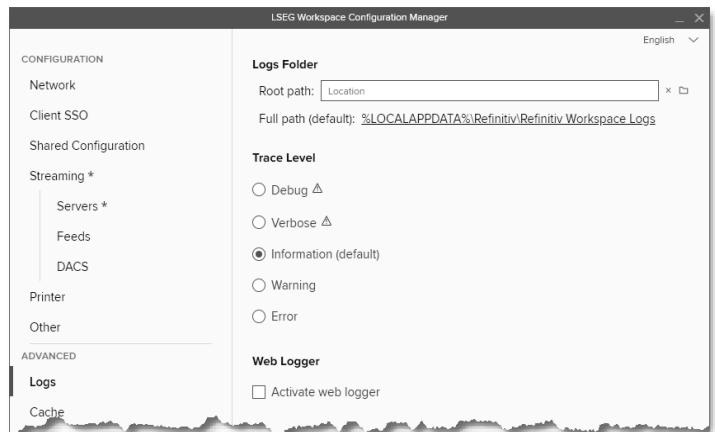 LSEG Workspace Configuration Manager
English
CONFIGURATION
Network
Client SSO
Shared Configuration
Streaming *
Servers *
Feeds
DACS
Printer
Other
ADVANCED
Logs
Cache
Logs Folder
Root path: Location
Full path (default): %LOCALAPPDATA%\Refinitiv\Refinitiv Workspace Logs
Trace Level
Debug
Verbose
Information (default)
Warning
Error
Web Logger
Activate web logger